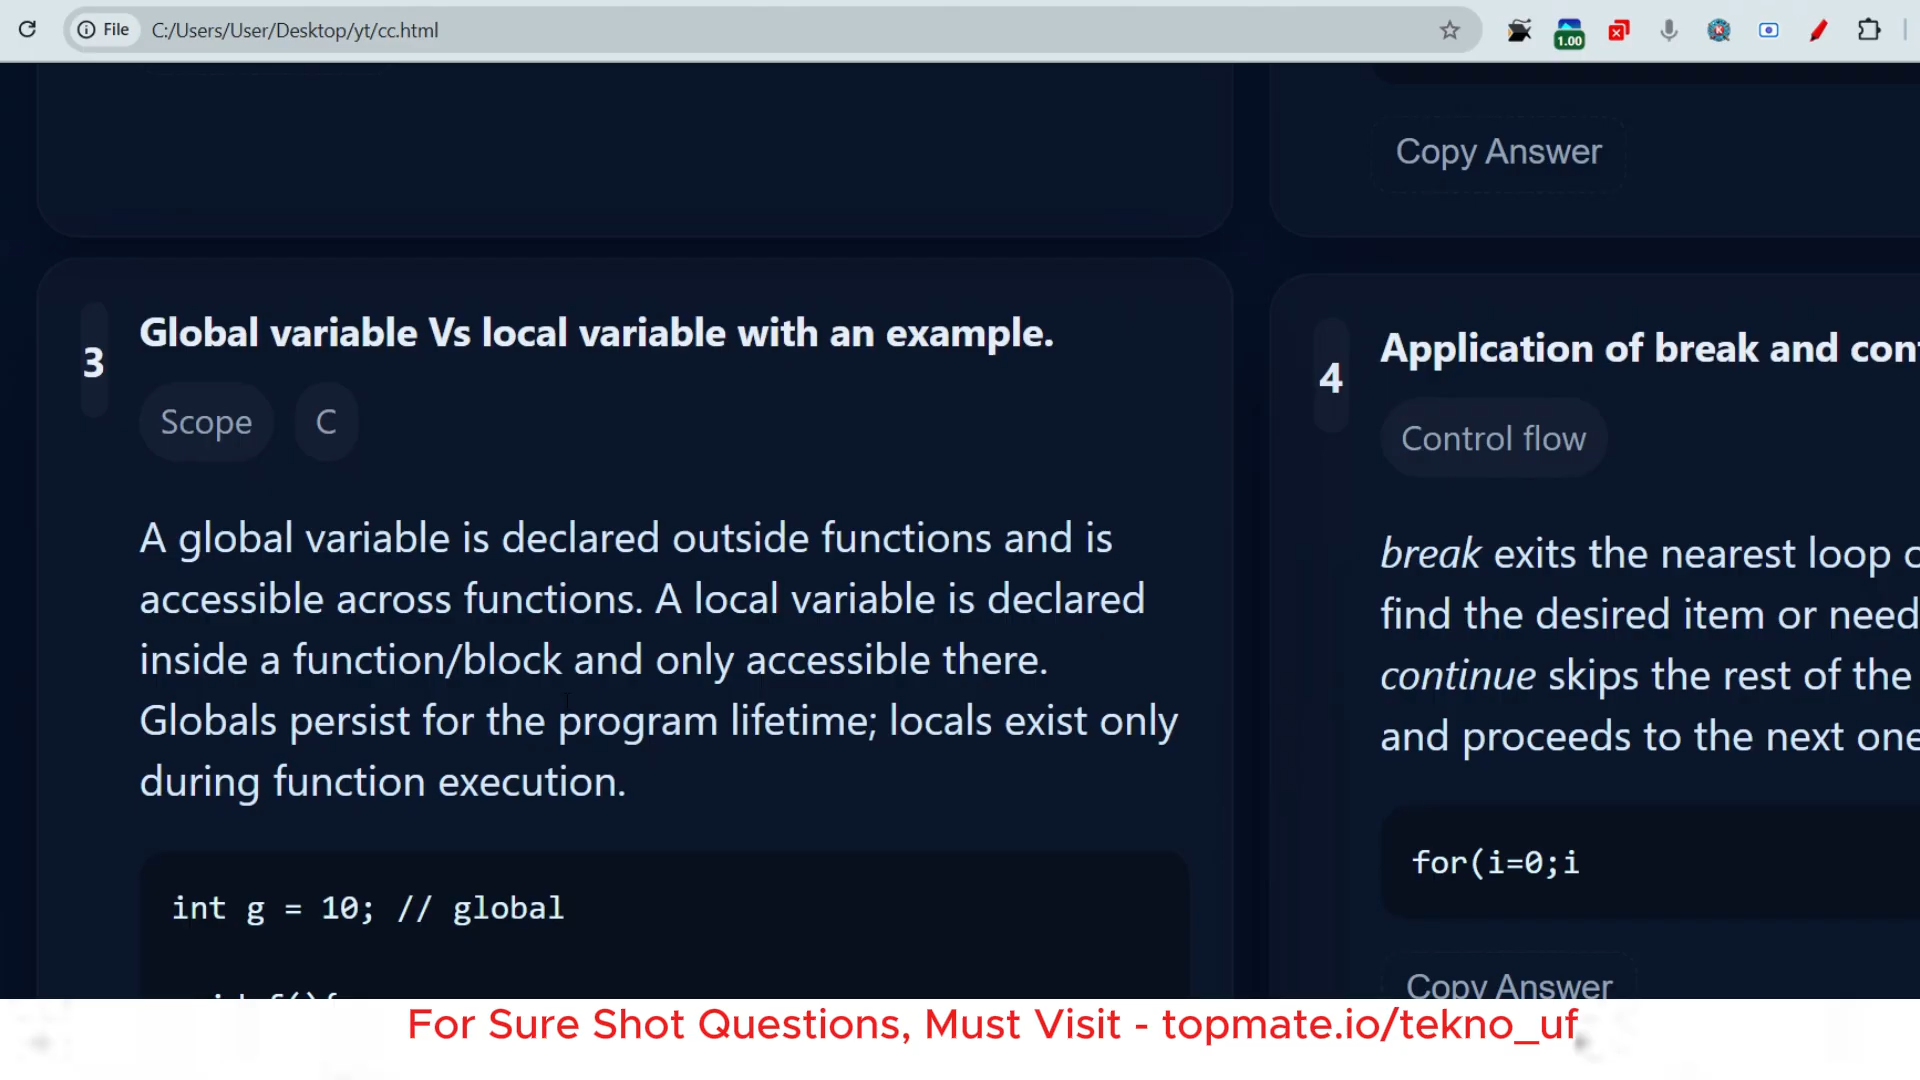 File C:/Users/User/Desktop/yt/cc.html
1.00
Copy Answer
3
Global variable Vs local variable with an example.
Scope C
A global variable is declared outside functions and is
accessible across functions. A local variable is declared
inside a function/block and only accessible there.
Globals persist for the program lifetime; locals exist only
during function execution.
int g = 10; // global
4
Application of break and
Control flow
break exits the nearest loop
find the desired item or need
continue skips the rest of the
and proceeds to the next one
for(i=0;i
Copy Answer
For Sure Shot Questions, Must Visit - topmate.io/tekno_uf